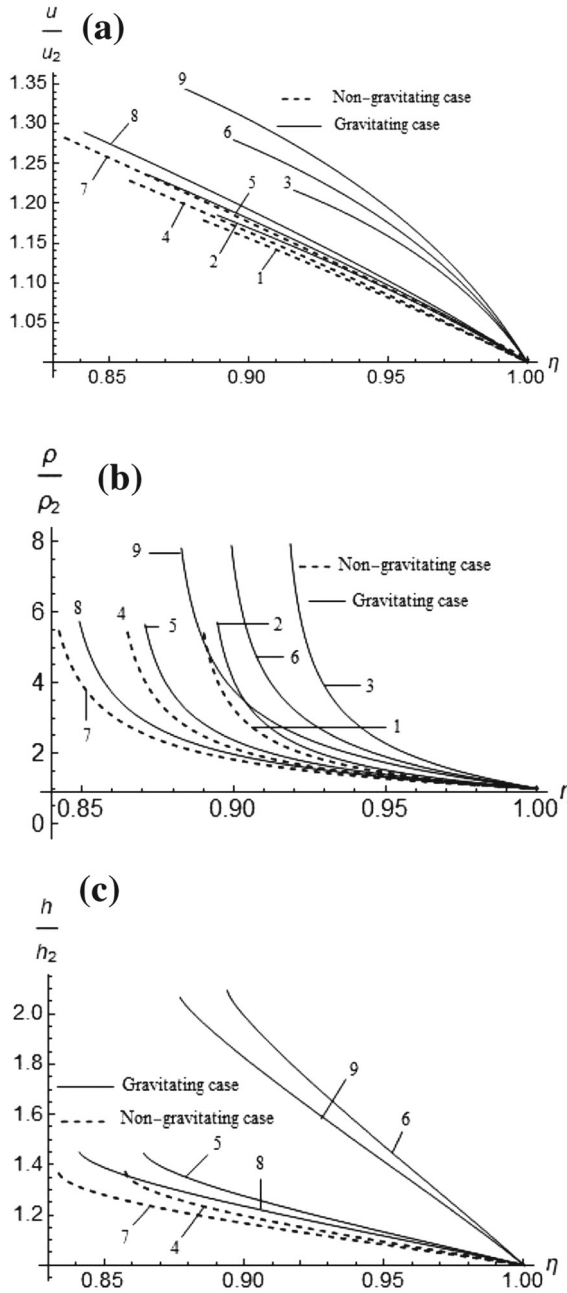 u
u2
(a)
1.35
1.30
1.25
1.20
1.15
1.10
1.05
9
Non–gravitating case
Gravitating case
8
6
3
7
5
4
2
1
0.85
0.90
0.95
1.00
η
ρ
ρ2
(b)
8
6
4
2
0
9
Non–gravitating case
Gravitating case
8
4
5
2
6
3
7
1
0.85
0.90
0.95
1.00
r
(c)
h
h2
2.0
1.8
1.6
1.4
1.2
Gravitating case
Non–gravitating case
9
6
5
8
7
4
0.85
0.90
0.95
1.00
η